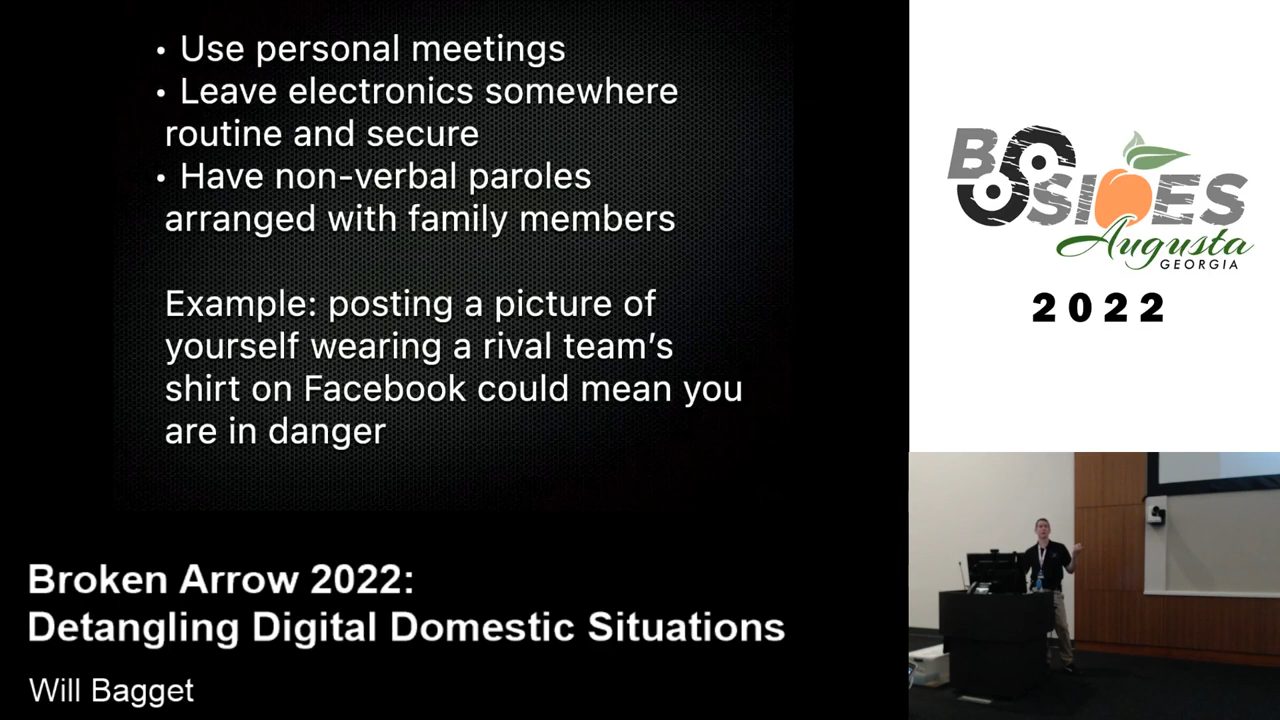 • Use personal meetings
• Leave electronics somewhere
routine and secure
• Have non-verbal paroles
arranged with family members
Example: posting a picture of
yourself wearing a rival team's
shirt on Facebook could mean you
are in danger
Broken Arrow 2022:
Detangling Digital Domestic Situations
Will Bagget
BSIDES
Augusta
GEORGIA
2022